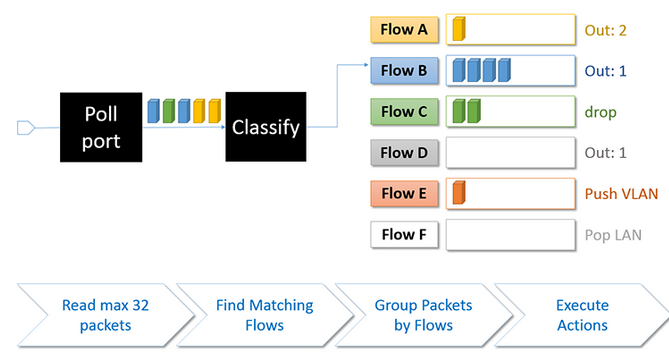 Poll
port
Classify
Flow A
Out: 2
Flow B
Out: 1
Flow C
drop
Flow D
Out: 1
Flow E
Push VLAN
Flow F
Pop LAN
Read max 32
packets
Find Matching
Flows
Group Packets
by Flows
Execute
Actions